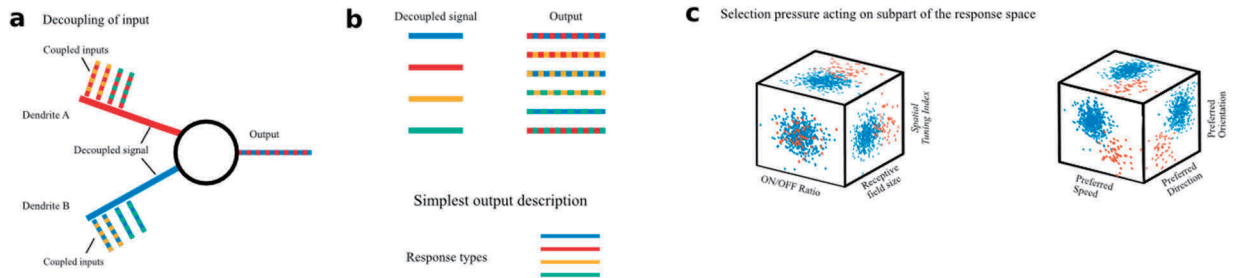 a
Decoupling of input
Coupled inputs
Dendrite A
Decoupled signal
Output
Dendrite B
Coupled inputs
b
Decoupled signal
Output
Simplest output description
Response types
c
Selection pressure acting on subpart of the response space
ON/OFF Ratio
Receptive
field size
Spatial
Tuning Index
Preferred
Speed
Preferred
Direction
Preferred
Orientation